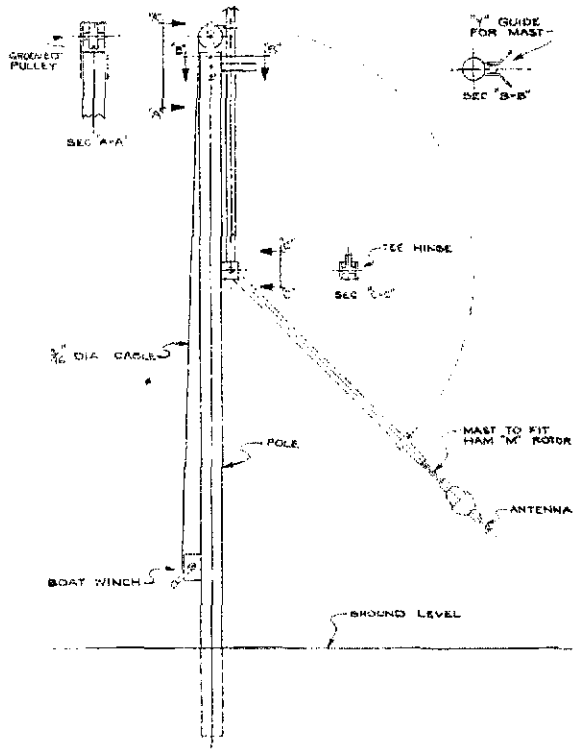 GROOVED
PULLEY
SEC "A-A"
"A"
"B"
"B"
"A"
"Y" GUIDE
FOR MAST
SEC "B-B"
"C"
"C"
TEE HINGE
SEC "C-C"
DIA CABLE
POLE
MAST TO FIT
HAM "M" ROTOR
ANTENNA
BOAT WINCH
GROUND LEVEL